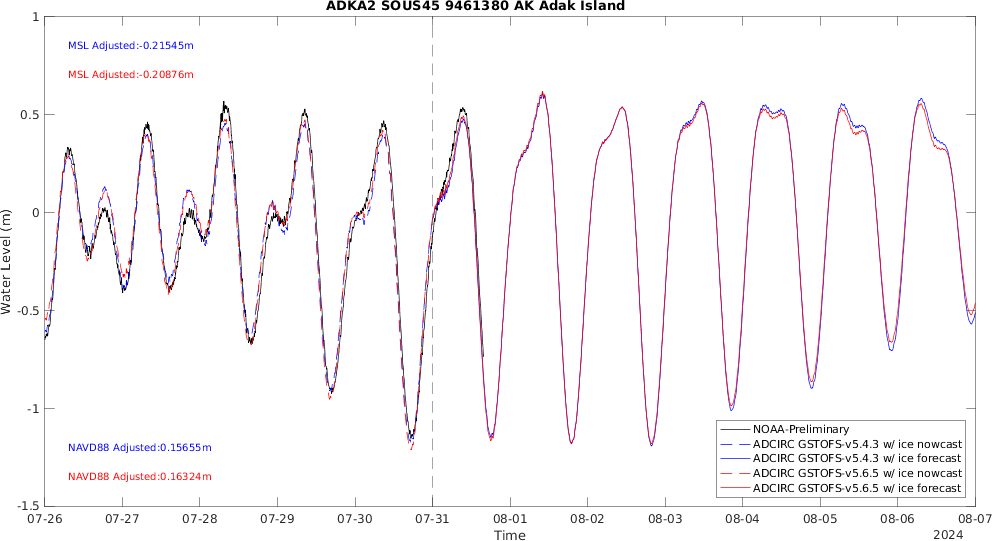 ADKA2 SOUS45 9461380 AK Adak Island
MSL Adjusted:-0.21545m
MSL Adjusted:-0.20876m
NAVD88 Adjusted:0.15655m
NAVD88 Adjusted:0.16324m
Water Level (m)
1
0.5
0
-0.5
-1
-1.5
NOAA-Preliminary
ADCIRC GSTOFS-v5.4.3 w/ ice nowcast
ADCIRC GSTOFS-v5.4.3 w/ ice forecast
ADCIRC GSTOFS-v5.6.5 w/ ice nowcast
ADCIRC GSTOFS-v5.6.5 w/ ice forecast
07-26 07-27 07-28 07-29 07-30 07-31 08-01 08-02 08-03 08-04 08-05 08-06 08-07
Time
2024